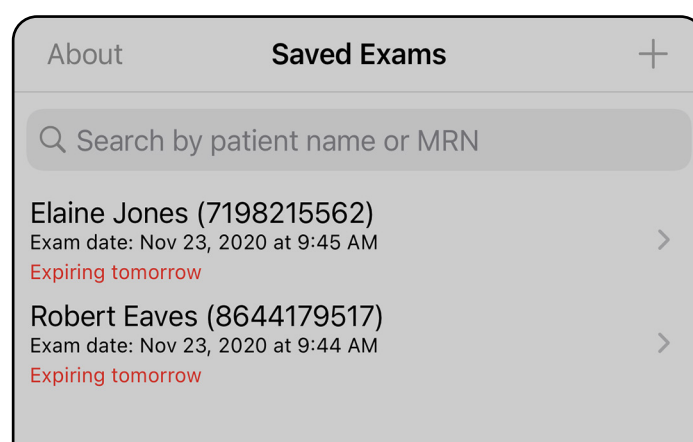 About Saved Exams +
Search by patient name or MRN
Elaine Jones (7198215562)
Exam date: Nov 23, 2020 at 9:45 AM
Expiring tomorrow
Robert Eaves (8644179517)
Exam date: Nov 23, 2020 at 9:44 AM
Expiring tomorrow